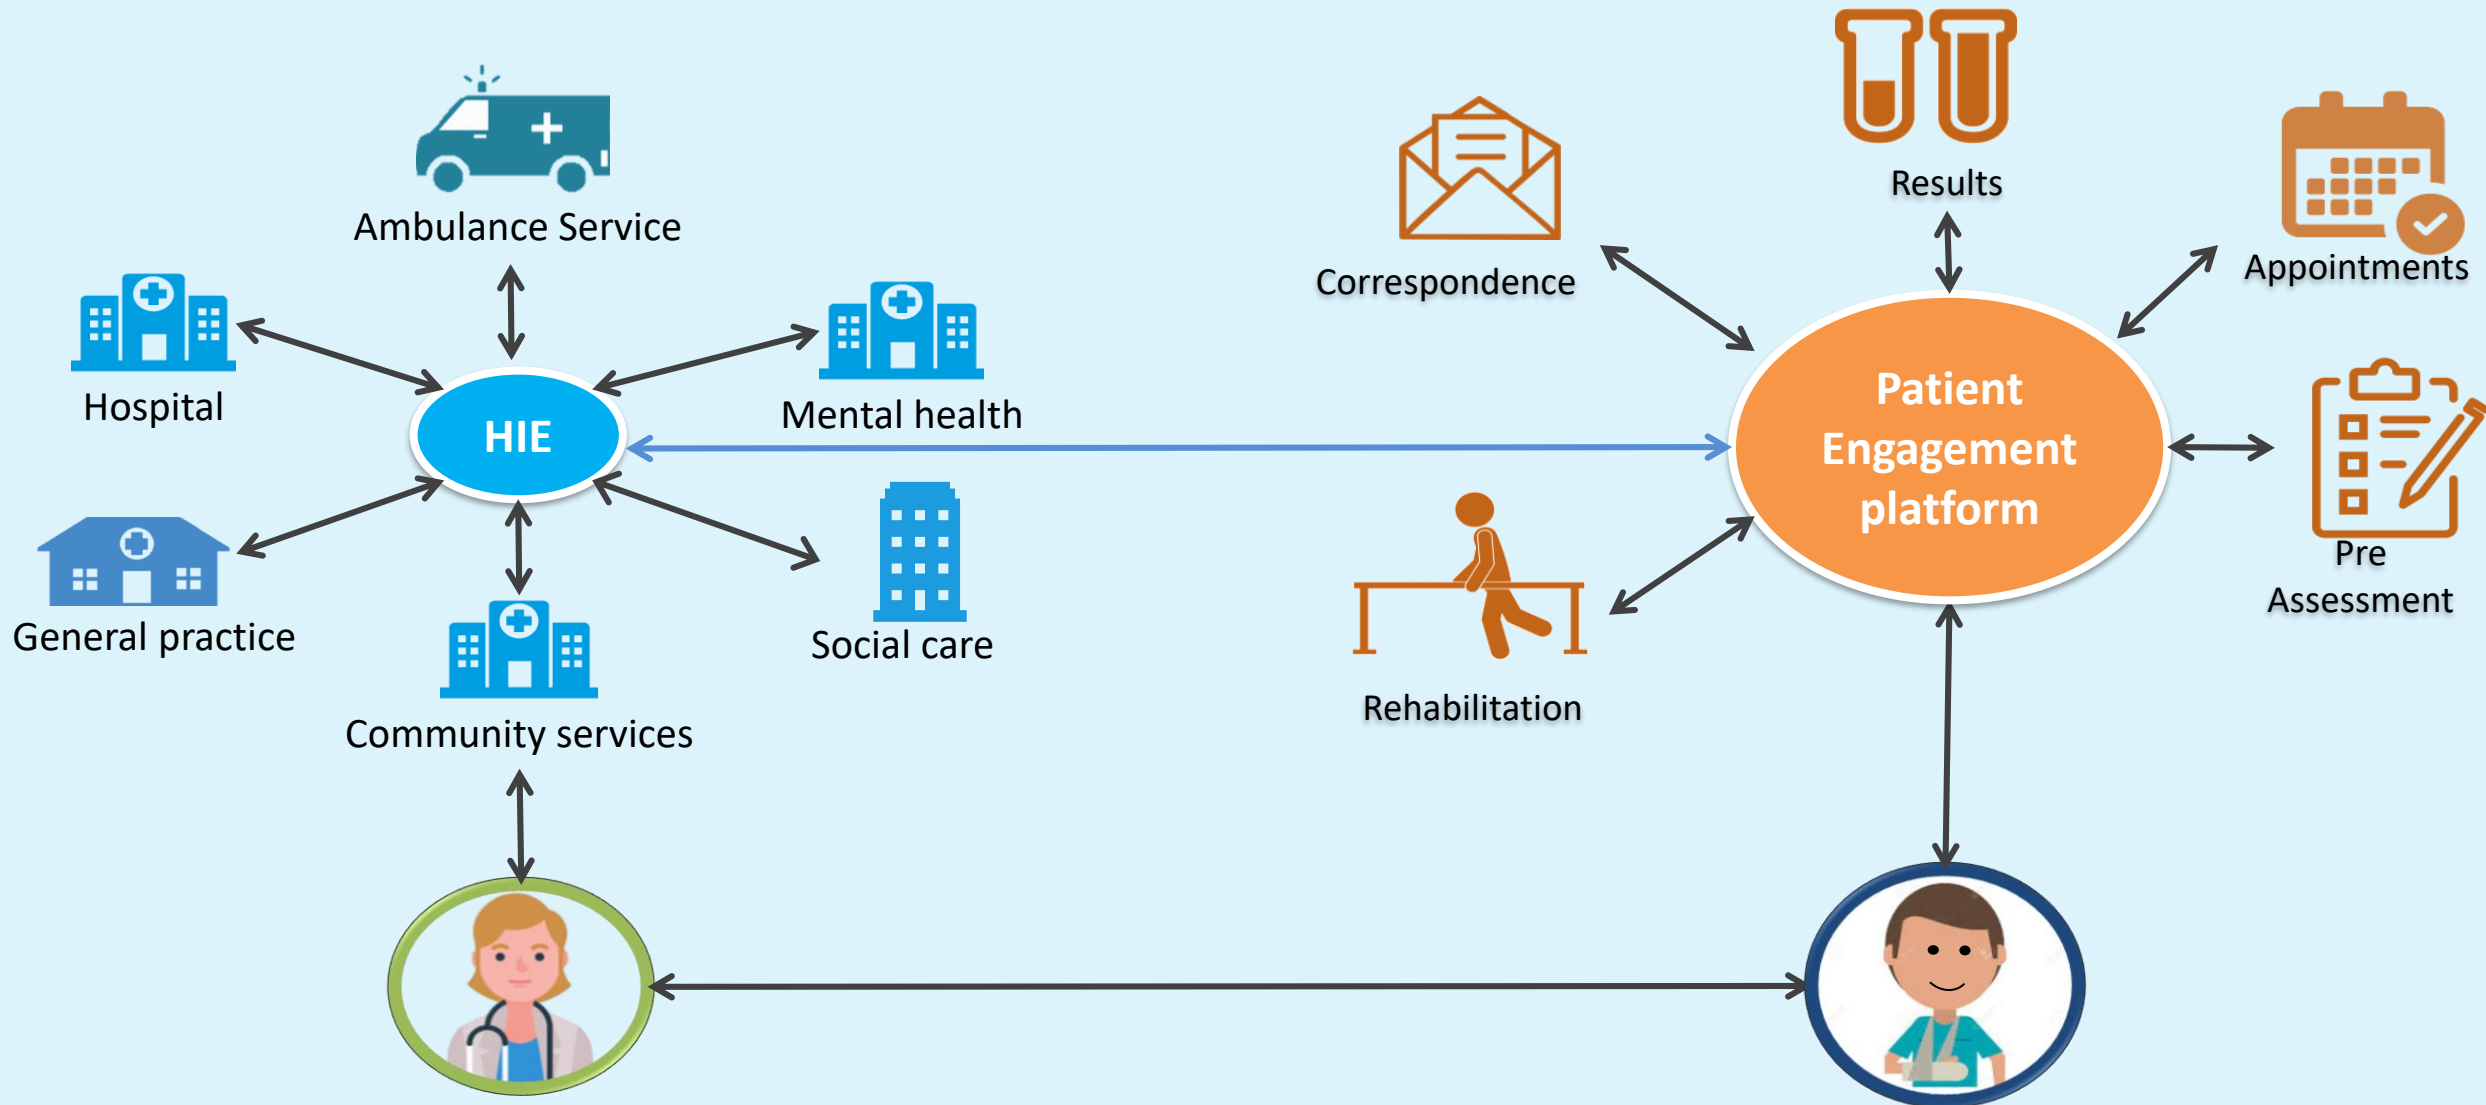 Results
Ambulance Service
Correspondence
Appointments
Hospital
Mental health
HIE
Patient
Engagement
platform
Pre
Assessment
General practice
Social care
Rehabilitation
Community services